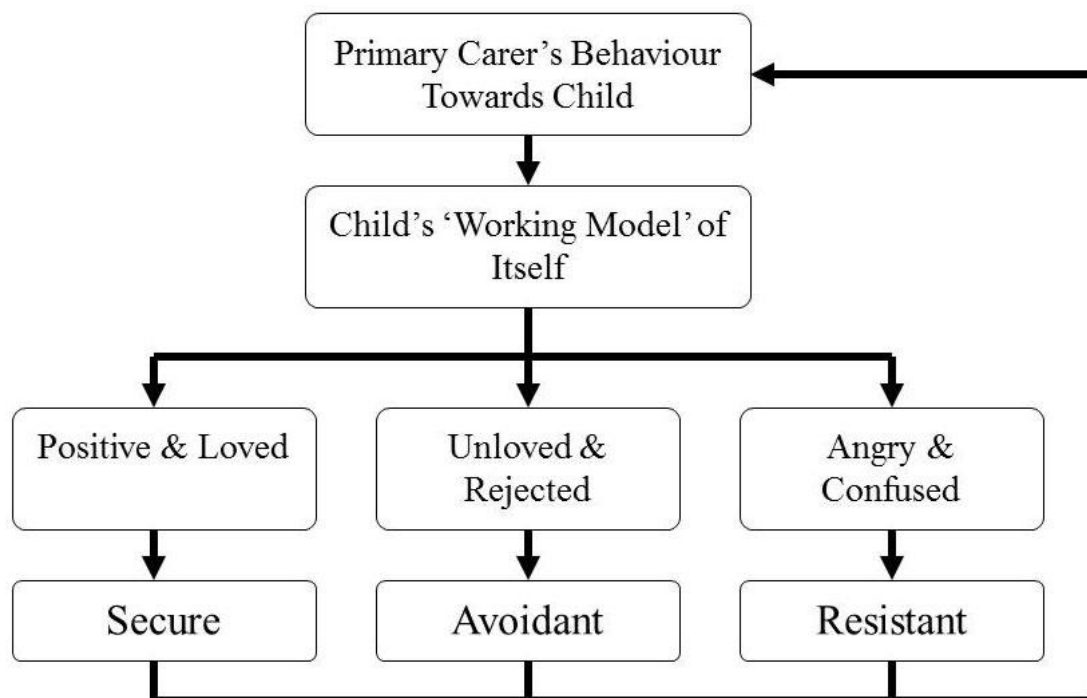 Primary Carer’s Behaviour
Towards Child
Child’s ‘Working Model’ of
Itself
Positive & Loved
Unloved &
Rejected
Angry &
Confused
Secure
Avoidant
Resistant